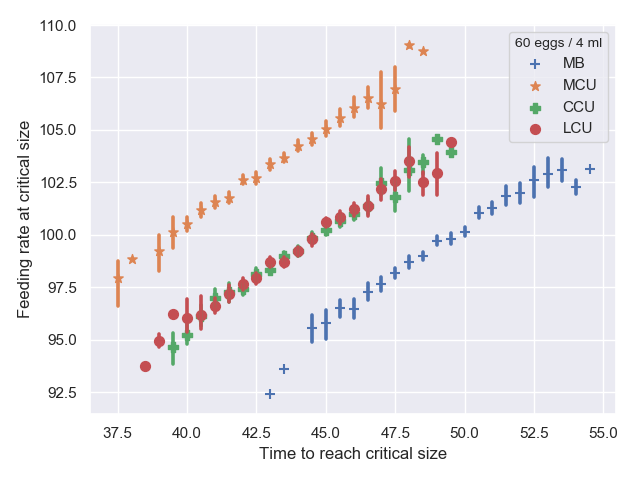 110.0
107.5
105.0
102.5
100.0
97.5
95.0
92.5
Feeding rate at critical size
60 eggs / 4 ml
MB
MCU
CCU
LCU
37.5 40.0 42.5 45.0 47.5 50.0 52.5 55.0
Time to reach critical size